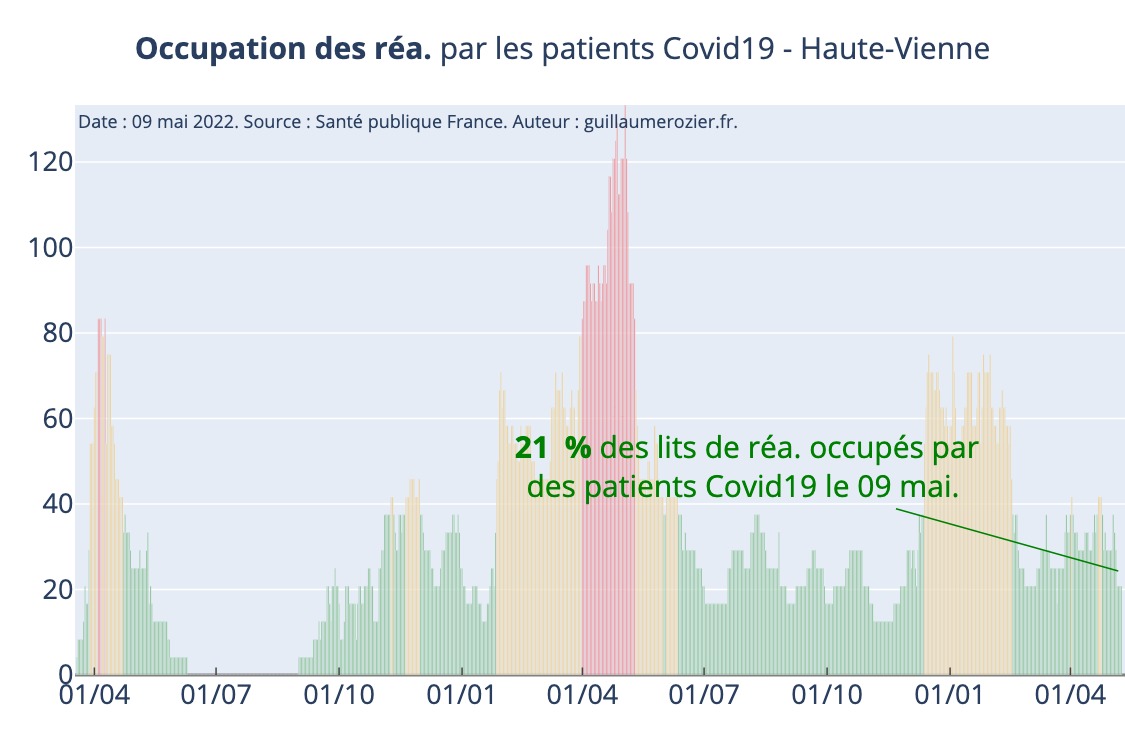 Occupation des réa. par les patients Covid19 - Haute-Vienne
Date : 09 mai 2022. Source : Santé publique France. Auteur : guillaumerozier.fr.
120
100
80
60
21 % des lits de réa. occupés par
des patients Covid19 le 09 mai.
40
20
0
01/04 01/07 01/10 01/01 01/04 01/07 01/10 01/01 01/04